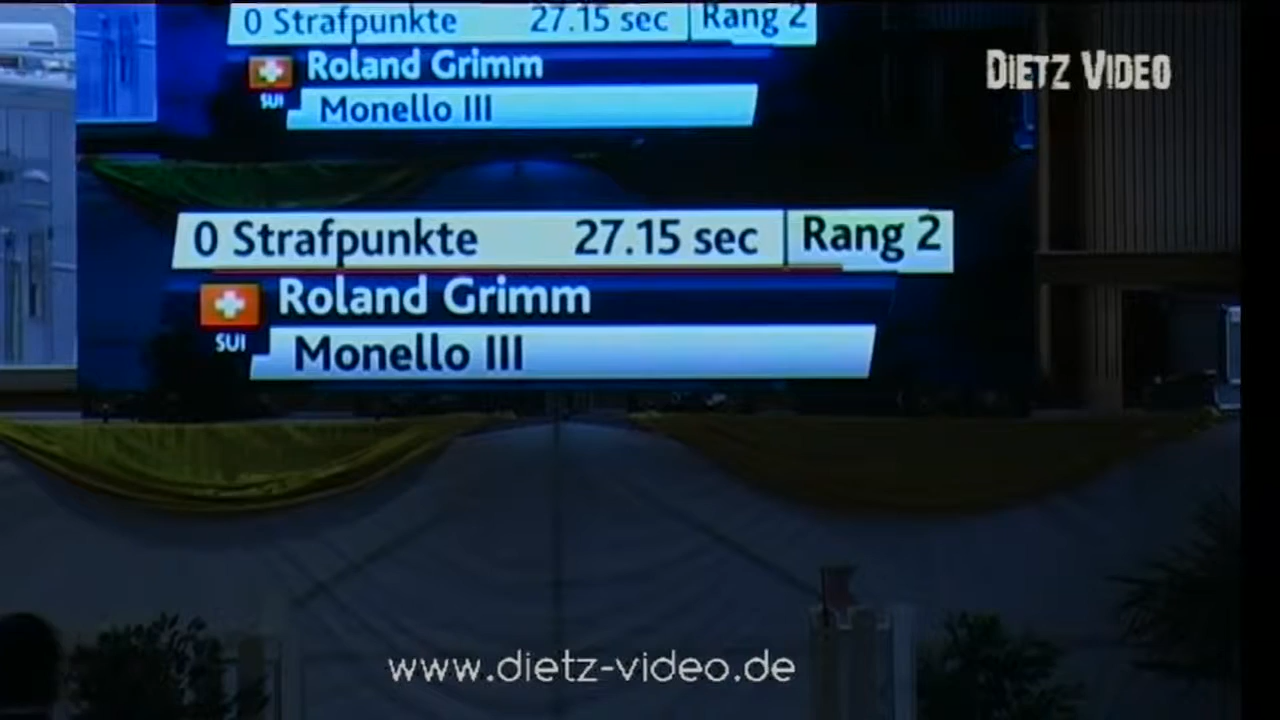 0 Strafpunkte 27.15 sec Rang 2
Roland Grimm
SUI
Monello III
DIETZ VIDEO
0 Strafpunkte 27.15 sec Rang 2
Roland Grimm
SUI
Monello III
www.dietz-video.de